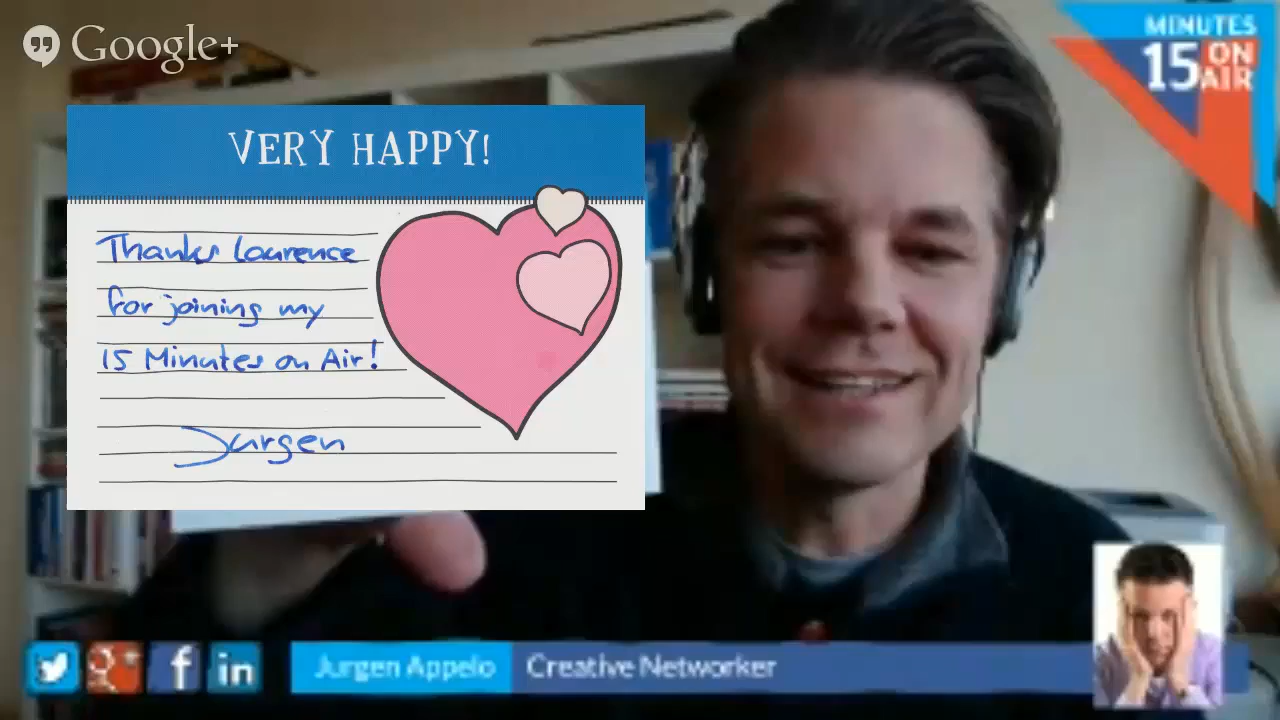 Google+
MINUTES
15 ON AIR
VERY HAPPY!
Thanks Laurence
for joining my
15 Minutes on Air!
Jurgen
Jurgen Appelo Creative Networker